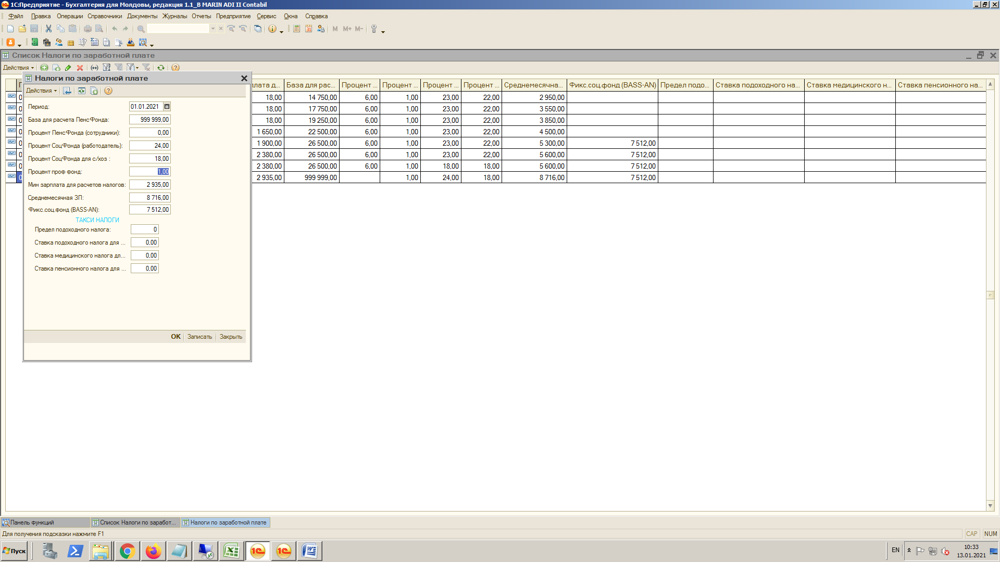 1С:Предприятие - Бухгалтерия для Молдовы, редакция 1.1_B MARIN ADI II Contabil
Файл Правка Операции Справочники Документы Журналы Отчеты Предприятие Сервис Окна Справка
M M+ M-
Список Налоги по заработной плате
Действия
лата д... База для рас... Процент ... Процент ... Процент ... Процент ... Среднемесячна... Фикс.соц.фонд (BASS-AN) Предел подо... Ставка подоходного на... Ставка медицинского н... Ставка пенсионного на...
18,00 14 750,00 6,00 1,00 23,00 22,00 2 950,00
18,00 17 750,00 6,00 1,00 23,00 22,00 3 550,00
18,00 19 250,00 6,00 1,00 23,00 22,00 3 850,00
1 650,00 22 500,00 6,00 1,00 23,00 22,00 4 500,00
1 900,00 26 500,00 6,00 1,00 23,00 22,00 5 300,00 7 512,00
2 380,00 26 500,00 6,00 1,00 23,00 22,00 5 600,00 7 512,00
2 380,00 26 500,00 6,00 1,00 18,00 18,00 5 600,00 7 512,00
2 935,00 999 999,00 1,00 24,00 18,00 8 716,00 7 512,00
Налоги по заработной плате
Действия
Период: 01.01.2021
База для расчета ПенсФонда: 999 999,00
Процент ПенсФонда (сотрудники): 0,00
Процент СоцФонда (работодатель): 24,00
Процент СоцФонда для с/хоз : 18,00
Процент проф фонд: 1,00
Мин зарплата для расчетов налогов: 2 935,00
Среднемесячная ЗП: 8 716,00
Фикс.соц.фонд (BASS-AN): 7 512,00
ТАКСИ НАЛОГИ
Предел подоходного налога: 0
Ставка подоходного налога для ... 0,00
Ставка медицинского налога дл... 0,00
Ставка пенсионного налога для ... 0,00
OK Записать Закрыть
Панель функций Список Налоги по заработ... Налоги по заработной плате
Для получения подсказки нажмите F1 CAP NUM
Пуск EN 10:33
13.01.2021